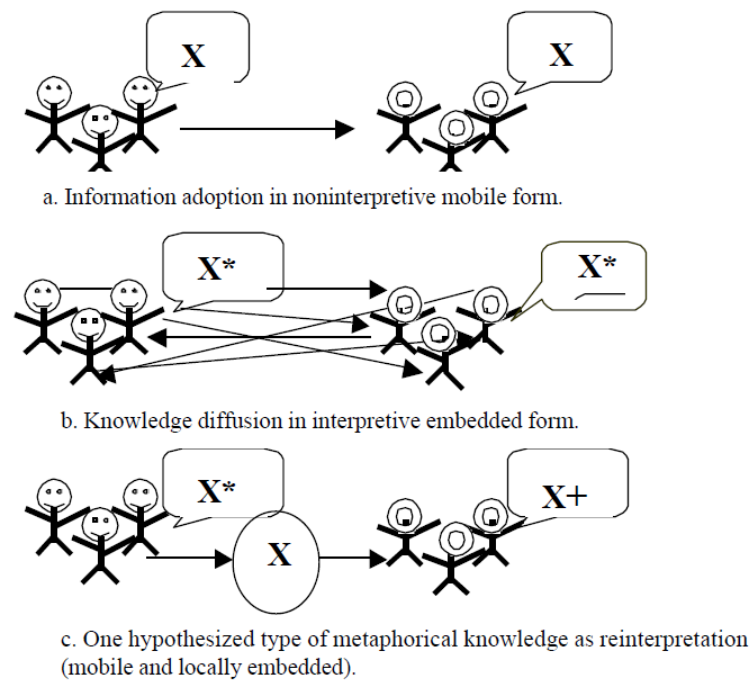 X
X
a. Information adoption in noninterpretive mobile form.
X*
X*
b. Knowledge diffusion in interpretive embedded form.
X*
X+
X
c. One hypothesized type of metaphorical knowledge as reinterpretation
(mobile and locally embedded).